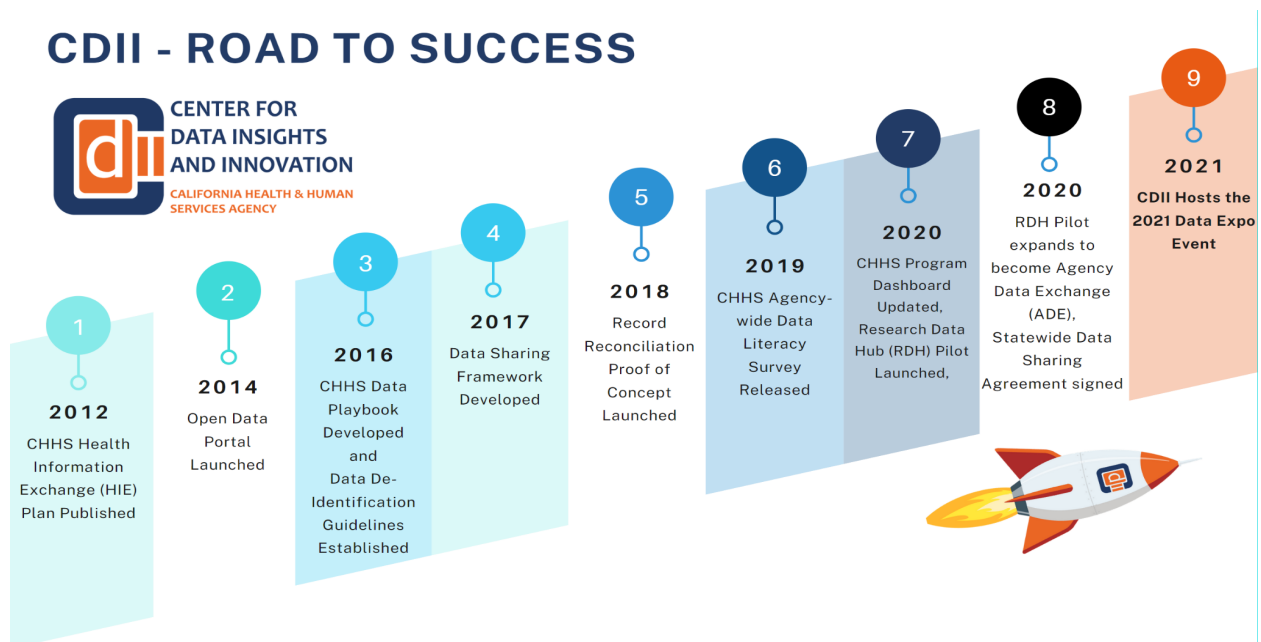 CDII - ROAD TO SUCCESS
CENTER FOR
DATA INSIGHTS
AND INNOVATION
CALIFORNIA HEALTH & HUMAN
SERVICES AGENCY
1
2012
CHHS Health
Information
Exchange (HIE)
Plan Published
2
2014
Open Data
Portal
Launched
3
2016
CHHS Data
Playbook
Developed
and
Data De-
Identification
Guidelines
Established
4
2017
Data Sharing
Framework
Developed
5
2018
Record
Reconciliation
Proof of
Concept
Launched
6
2019
CHHS Agency-
wide Data
Literacy
Survey
Released
7
2020
CHHS Program
Dashboard
Updated,
Research Data
Hub (RDH) Pilot
Launched,
8
2020
RDH Pilot
expands to
become Agency
Data Exchange
(ADE),
Statewide Data
Sharing
Agreement signed
9
2021
CDII Hosts the
2021 Data Expo
Event